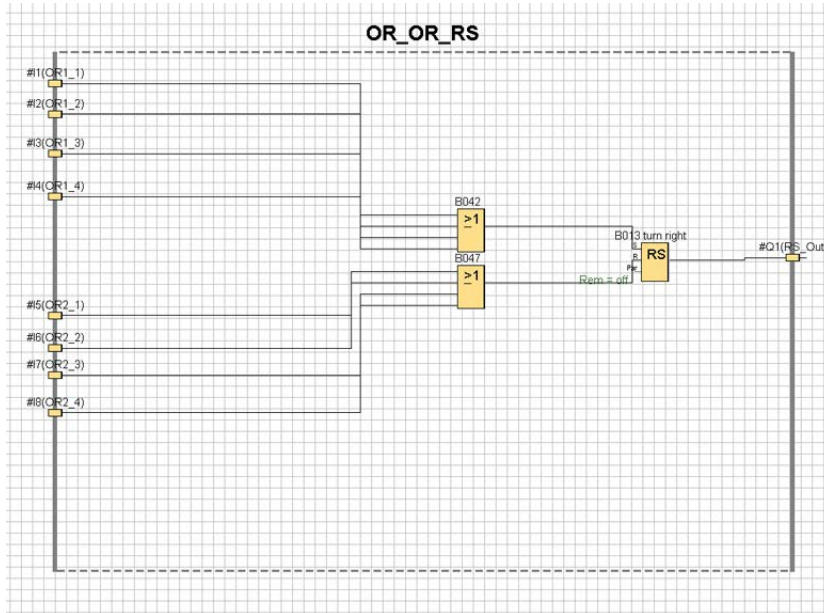 OR_OR_RS
#I1(OR1_1)
#I2(OR1_2)
#I3(OR1_3)
#I4(OR1_4)
B042
>1
B013 turn right
S
R
Par
RS
#Q1(RS_Out
B047
>1
Rem = off
#I5(OR2_1)
#I6(OR2_2)
#I7(OR2_3)
#I8(OR2_4)